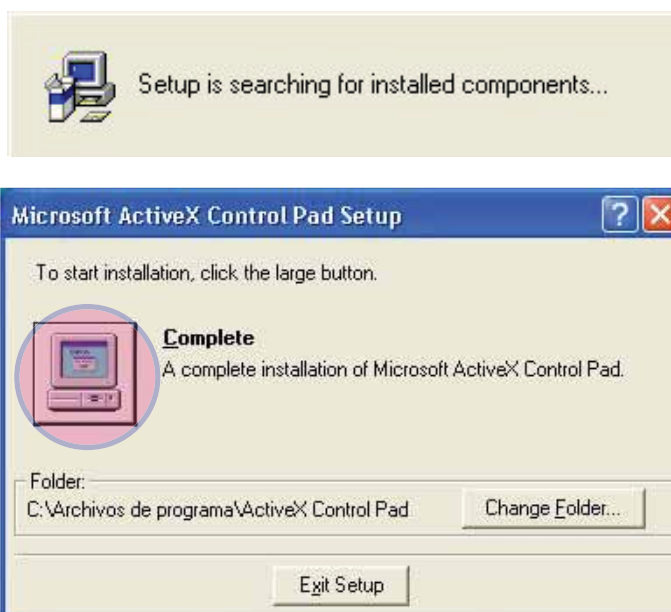 Setup is searching for installed components...
Microsoft ActiveX Control Pad Setup
To start installation, click the large button.
Complete
A complete installation of Microsoft ActiveX Control Pad.
Folder:
C:\Archivos de programa\ActiveX Control Pad
Change Folder...
Exit Setup